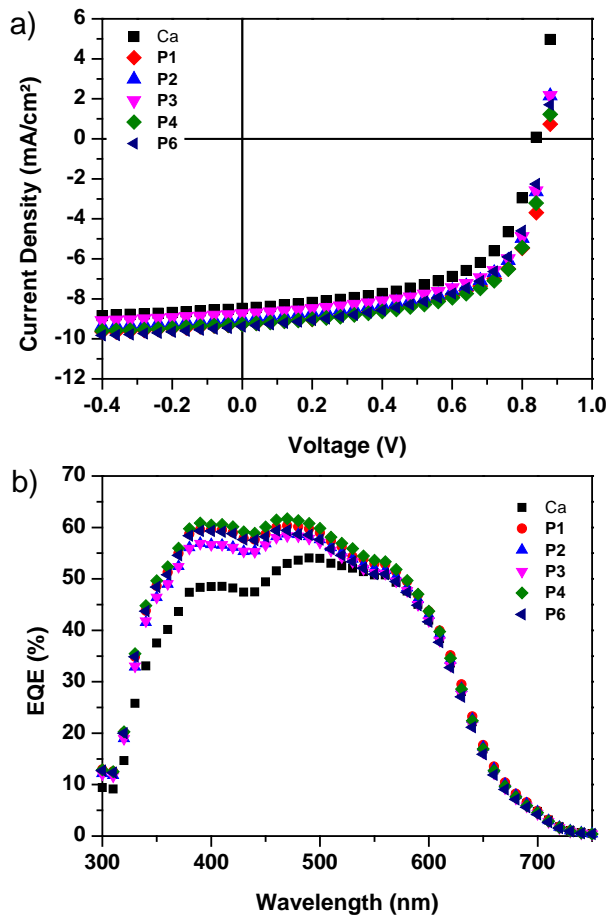 a)
6
4
2
0
-2
-4
-6
-8
-10
-12
Current Density (mA/cm²)
Ca
P1
P2
P3
P4
P6
-0.4 -0.2 0.0 0.2 0.4 0.6 0.8 1.0
Voltage (V)
b)
70
60
50
40
30
20
10
0
EQE (%)
Ca
P1
P2
P3
P4
P6
300 400 500 600 700
Wavelength (nm)